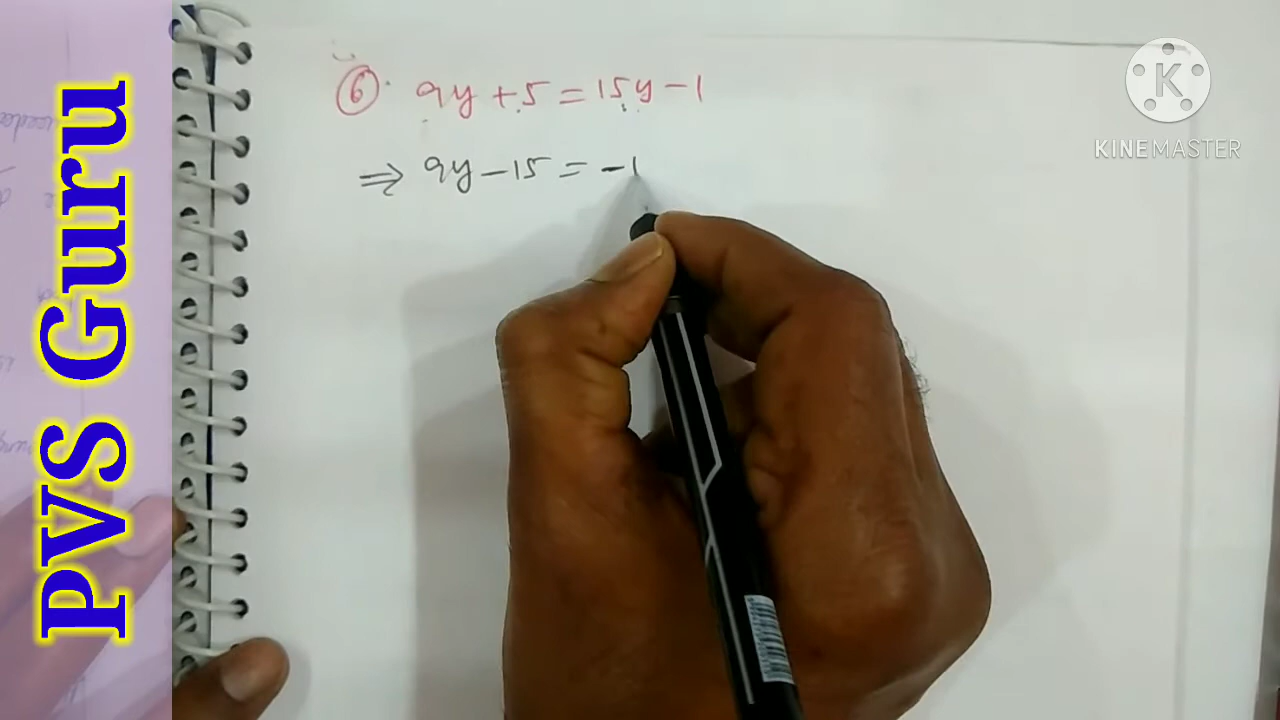 PVS Guru
6. 9y + 5 = 15y - 1
⇒ 9y - 15 = -1
K
KINEMASTER